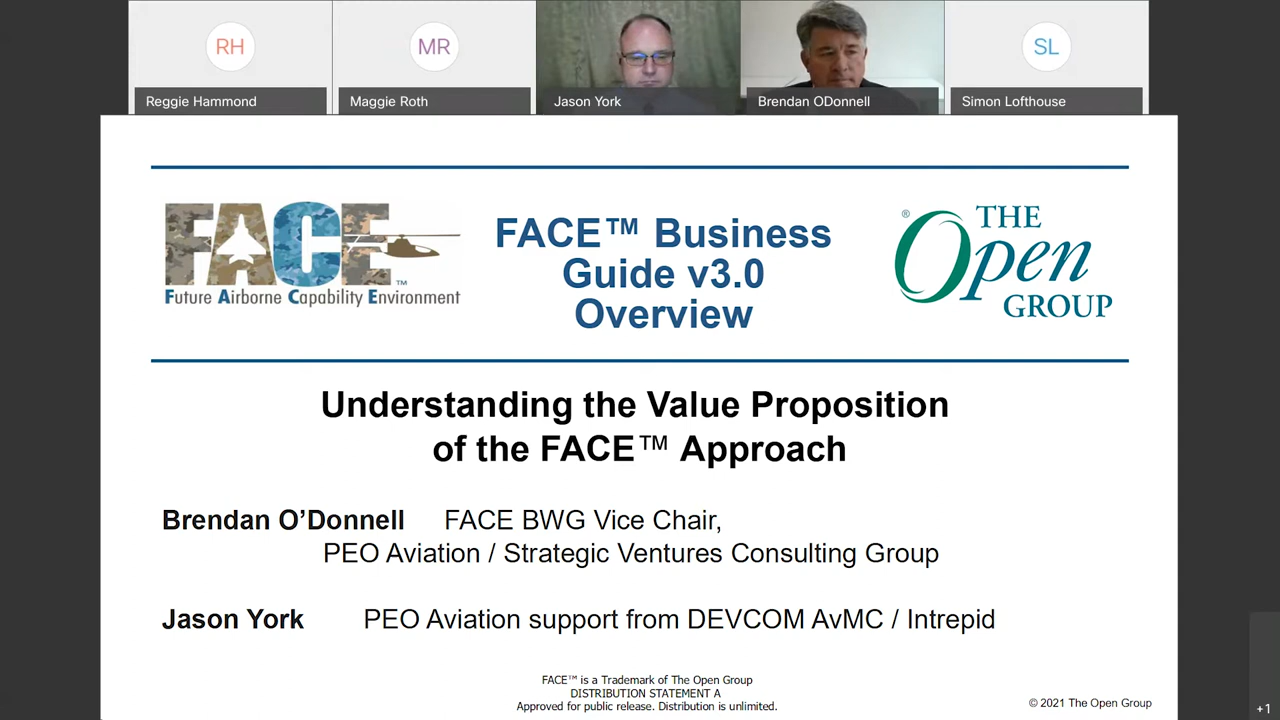 RH
MR
SL
Reggie Hammond
Maggie Roth
Jason York
Brendan ODonnell
Simon Lofthouse
FACE™
Future Airborne Capability Environment
FACE™ Business
Guide v3.0
Overview
®
THE
Open
GROUP
Understanding the Value Proposition
of the FACE™ Approach
Brendan O’Donnell FACE BWG Vice Chair,
PEO Aviation / Strategic Ventures Consulting Group
Jason York PEO Aviation support from DEVCOM AvMC / Intrepid
FACE™ is a Trademark of The Open Group
DISTRIBUTION STATEMENT A
Approved for public release. Distribution is unlimited.
© 2021 The Open Group
+1